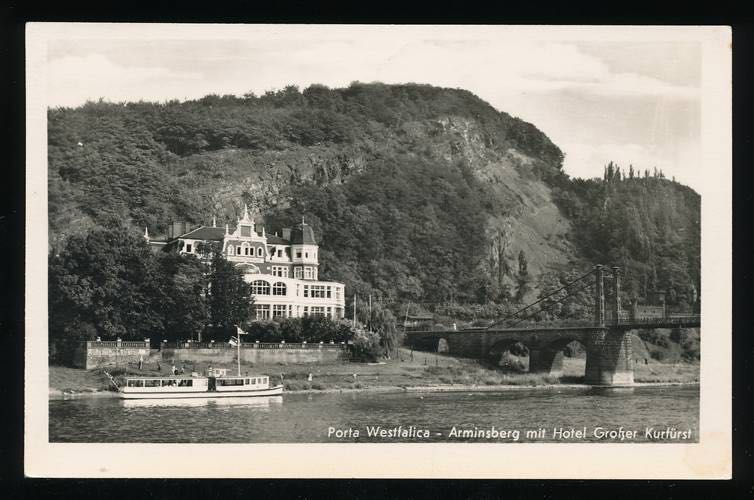 Porta Westfalica - Arminsberg mit Hotel Großer Kurfürst